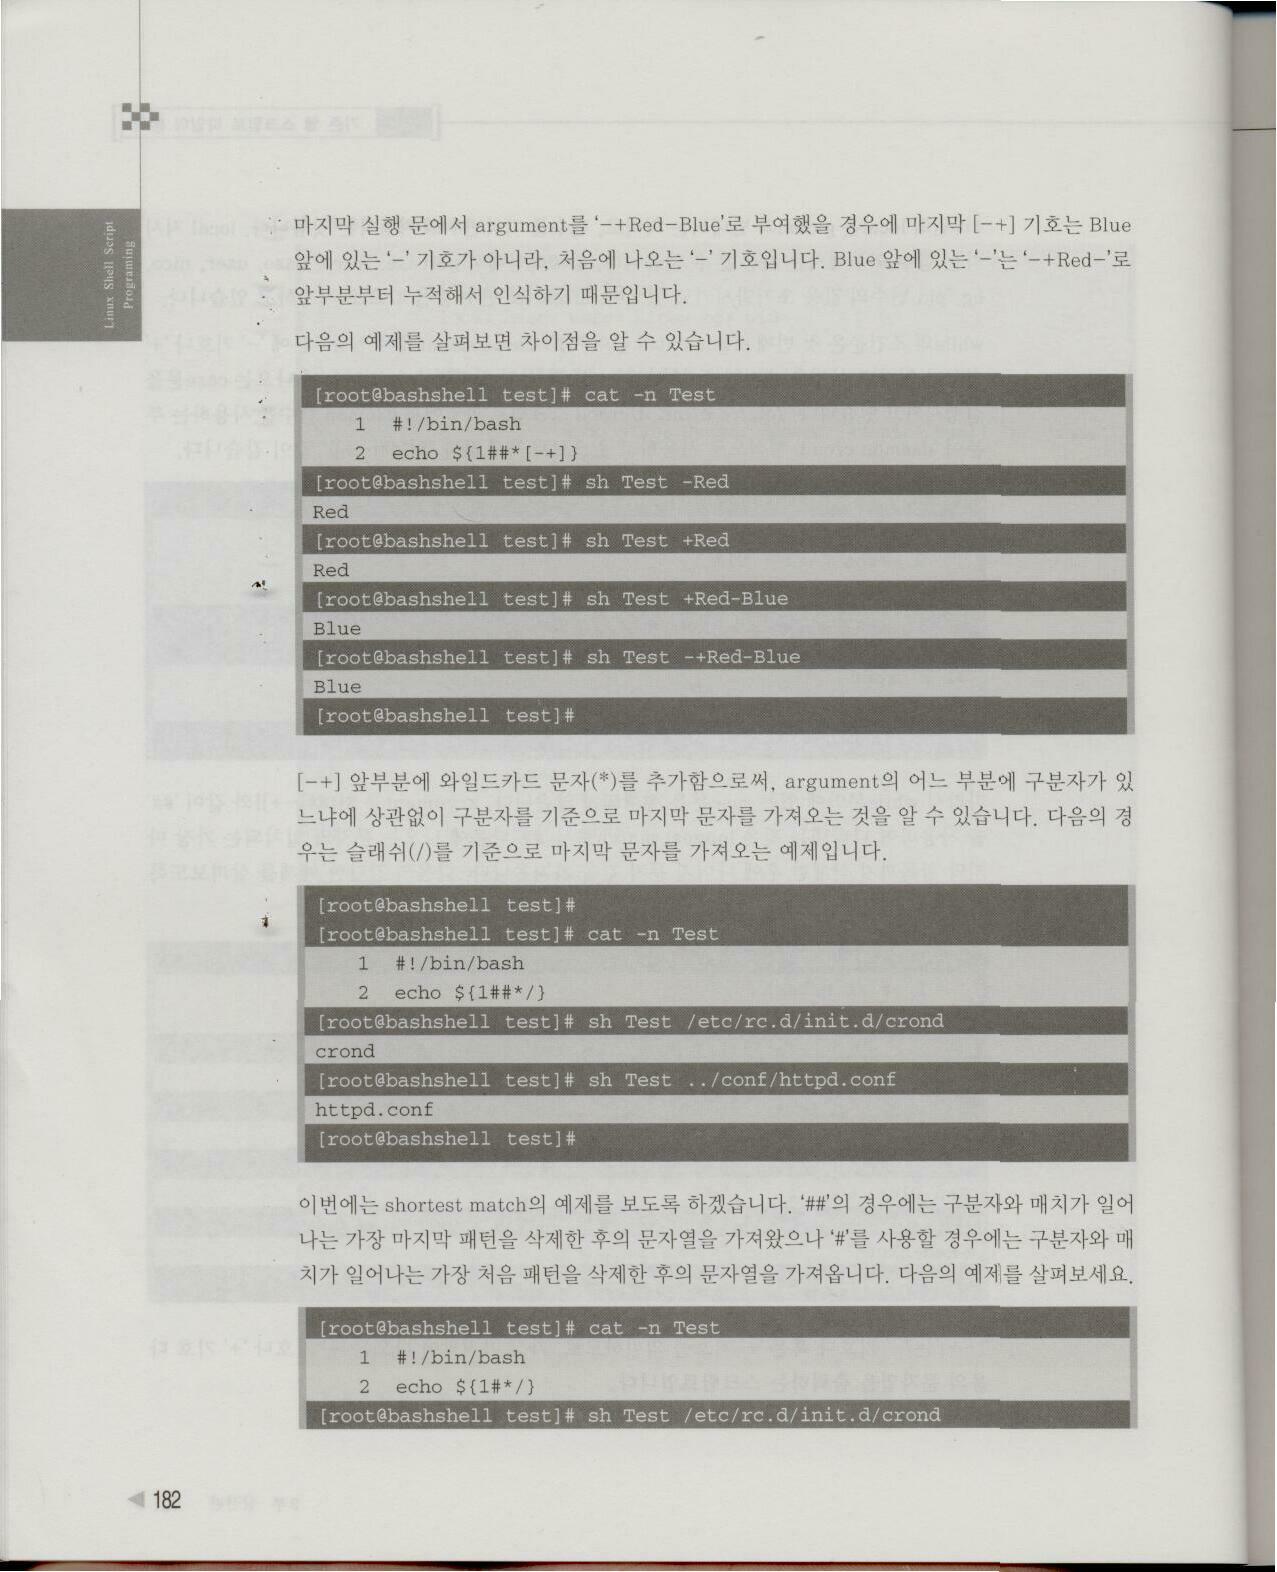 Linux Shell Script
Programing
마지막 실행 문에서 argument를 '-+Red-Blue'로 부여했을 경우에 마지막 [-+] 기호는 Blue
앞에 있는 '-' 기호가 아니라, 처음에 나오는 '-' 기호입니다. Blue 앞에 있는 '-'는 '-+Red-'로
앞부분부터 누적해서 인식하기 때문입니다.
다음의 예제를 살펴보면 차이점을 알 수 있습니다.
[root@bashshell test]# cat -n Test
1 #!/bin/bash
2 echo ${1##*[-+]}
[root@bashshell test]# sh Test -Red
Red
[root@bashshell test]# sh Test +Red
Red
[root@bashshell test]# sh Test +Red-Blue
Blue
[root@bashshell test]# sh Test -+Red-Blue
Blue
[root@bashshell test]#
[-+] 앞부분에 와일드카드 문자(*)를 추가함으로써, argument의 어느 부분에 구분자가 있
느냐에 상관없이 구분자를 기준으로 마지막 문자를 가져오는 것을 알 수 있습니다. 다음의 경
우는 슬래쉬(/)를 기준으로 마지막 문자를 가져오는 예제입니다.
[root@bashshell test]#
[root@bashshell test]# cat -n Test
1 #!/bin/bash
2 echo ${1##*/}
[root@bashshell test]# sh Test /etc/rc.d/init.d/crond
crond
[root@bashshell test]# sh Test ../conf/httpd.conf
httpd.conf
[root@bashshell test]#
이번에는 shortest match의 예제를 보도록 하겠습니다. '##'의 경우에는 구분자와 매치가 일어
나는 가장 마지막 패턴을 삭제한 후의 문자열을 가져왔으나 '#'를 사용할 경우에는 구분자와 매
치가 일어나는 가장 처음 패턴을 삭제한 후의 문자열을 가져옵니다. 다음의 예제를 살펴보세요.
[root@bashshell test]# cat -n Test
1 #!/bin/bash
2 echo ${1#*/}
[root@bashshell test]# sh Test /etc/rc.d/init.d/crond
182